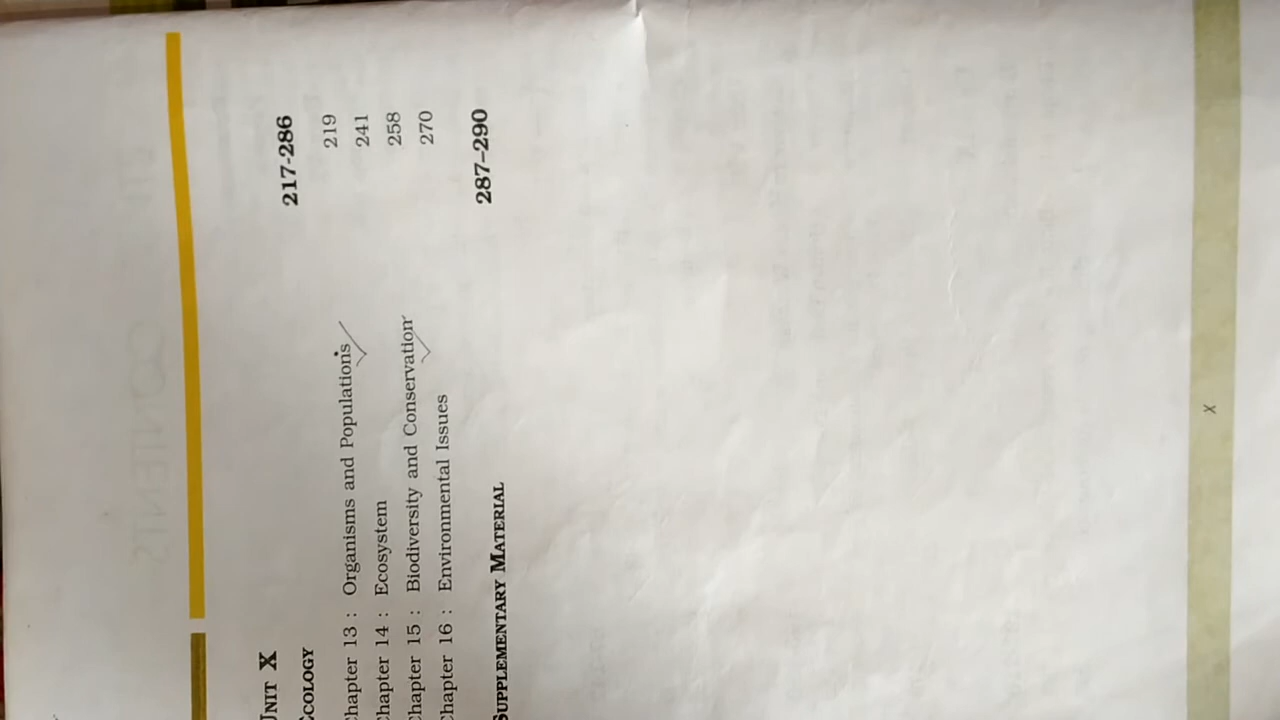 UNIT X
ECOLOGY 217-286
Chapter 13 : Organisms and Populations 219
Chapter 14 : Ecosystem 241
Chapter 15 : Biodiversity and Conservation 258
Chapter 16 : Environmental Issues 270
SUPPLEMENTARY MATERIAL 287–290
X